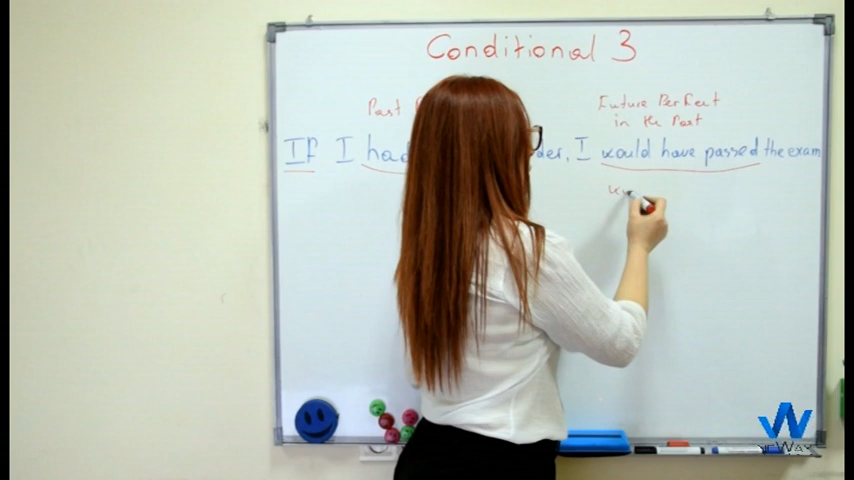 Conditional 3
Past
Future Perfect
in the Past
If I had der, I would have passed the exam